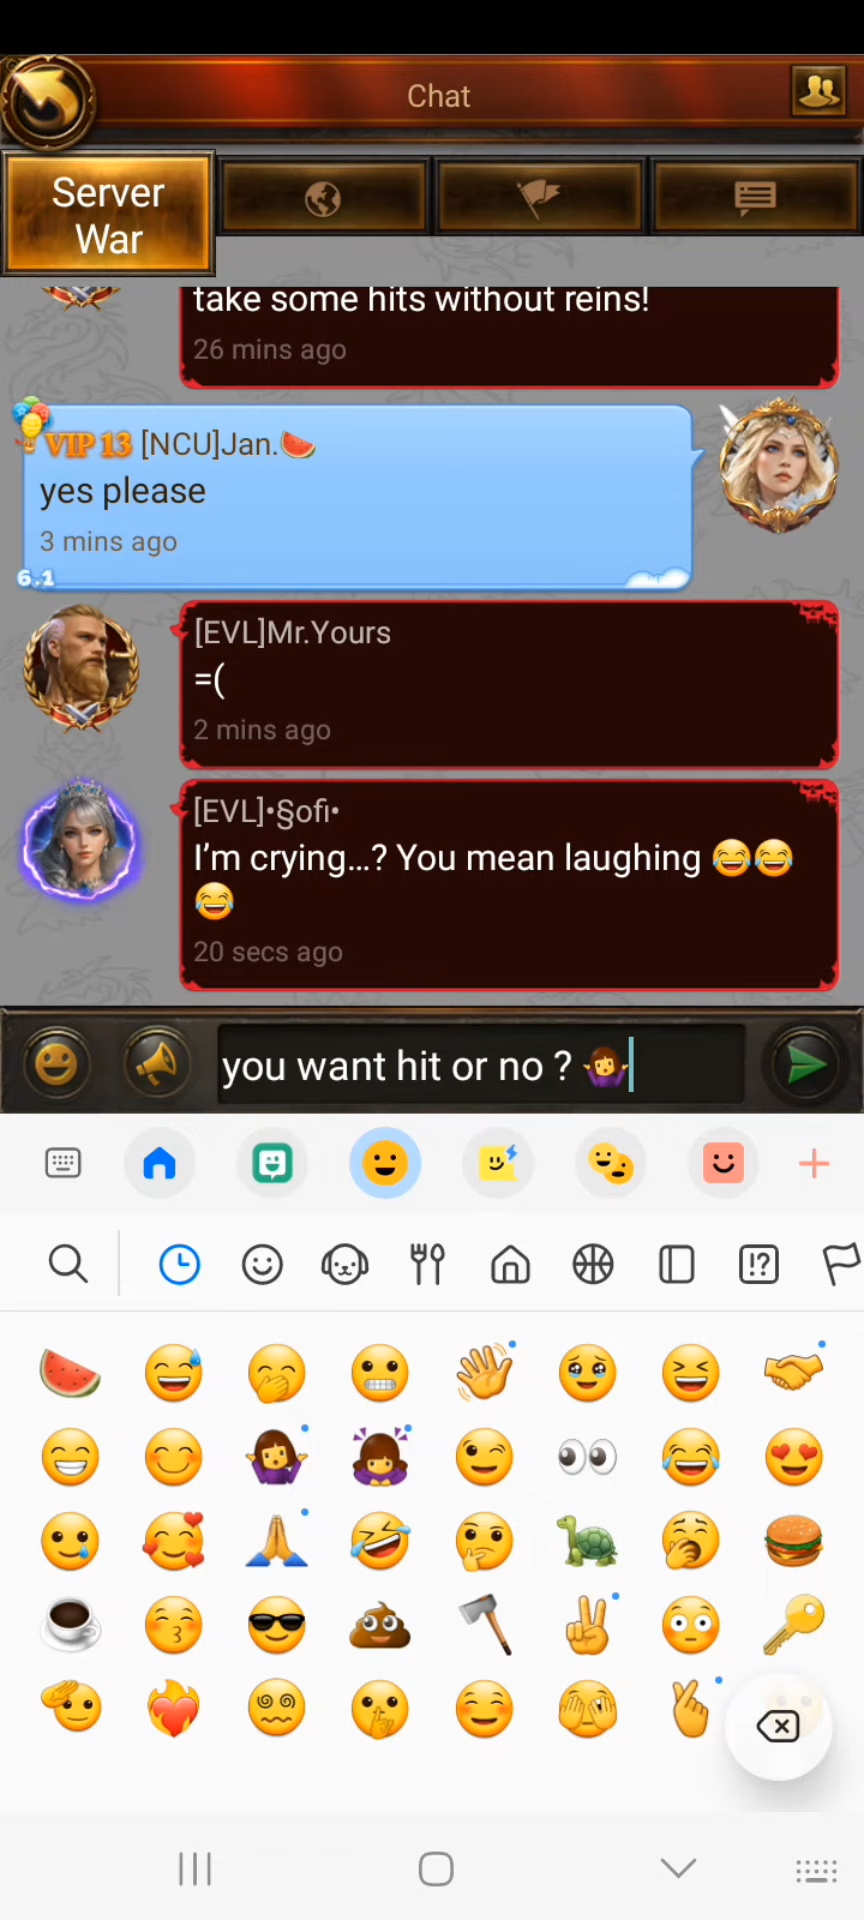 Chat
Server
War
take some hits without reins!
26 mins ago
VIP 13 [NCU]Jan.🍉
yes please
3 mins ago
6.1
[EVL]Mr.Yours
=(
2 mins ago
[EVL]•§ofi•
I’m crying...? You mean laughing 😂😂
😂
20 secs ago
you want hit or no ? 🤷‍♀️
!?